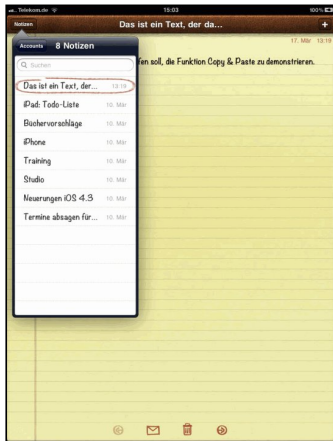 Telekom.de 15:03 100%
Notizen Das ist ein Text, der da... +
17. Mär 13:19
fen soll, die Funktion Copy & Paste zu demonstrieren.
Accounts 8 Notizen
Suchen
Das ist ein Text, der... 13:19
iPad: Todo-Liste 10. Mär
Büchervorschläge 10. Mär
iPhone 10. Mär
Training 10. Mär
Studio 10. Mär
Neuerungen iOS 4.3 10. Mär
Termine absagen für... 10. Mär